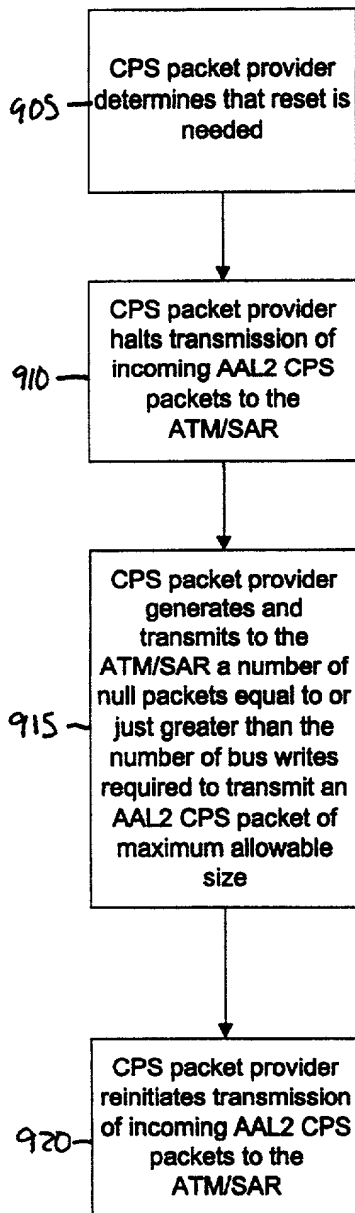 CPS packet provider
905
determines that reset is
needed
CPS packet provider
halts transmission of
910
incoming AAL2 CPS
packets to the
ATM/SAR
CPS packet provider
generates and
transmits to the
ATM/SAR a number of
null packets equal to or
915
just greater than the
number of bus writes
required to transmit an
AAL2 CPS packet of
maximum allowable
size
CPS packet provider
reinitiates transmission
920
of incoming AAL2 CPS
packets to the
ATM/SAR